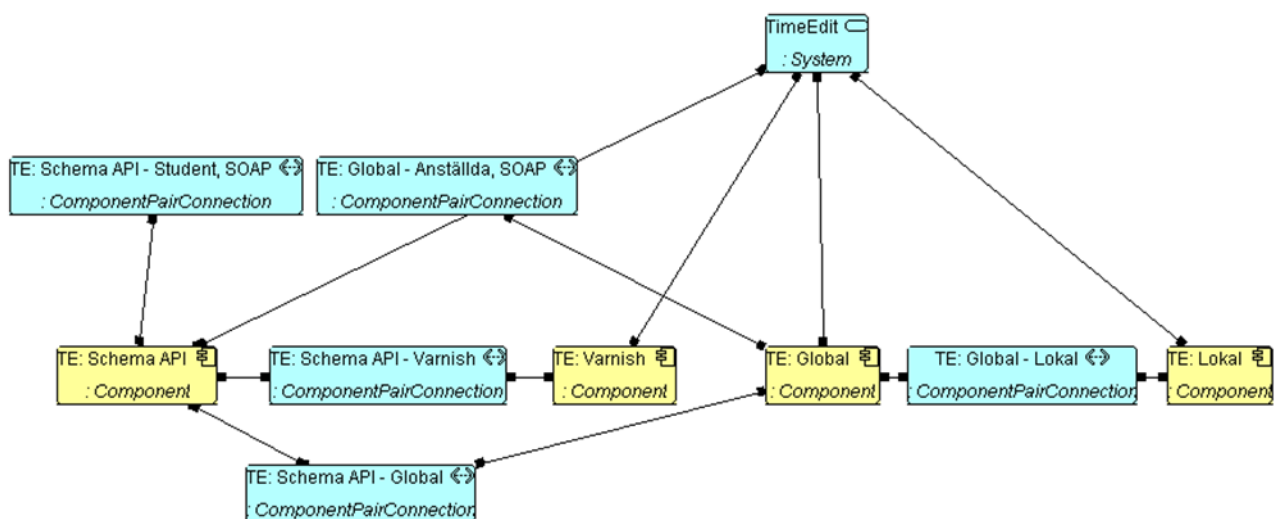 TimeEdit
: System
TE: Schema API - Student, SOAP
: ComponentPairConnection
TE: Global - Anställda, SOAP
: ComponentPairConnection
TE: Schema API
: Component
TE: Schema API - Varnish
: ComponentPairConnection
TE: Varnish
: Component
TE: Global
: Component
TE: Global - Lokal
: ComponentPairConnection
TE: Lokal
: Component
TE: Schema API - Global
: ComponentPairConnection